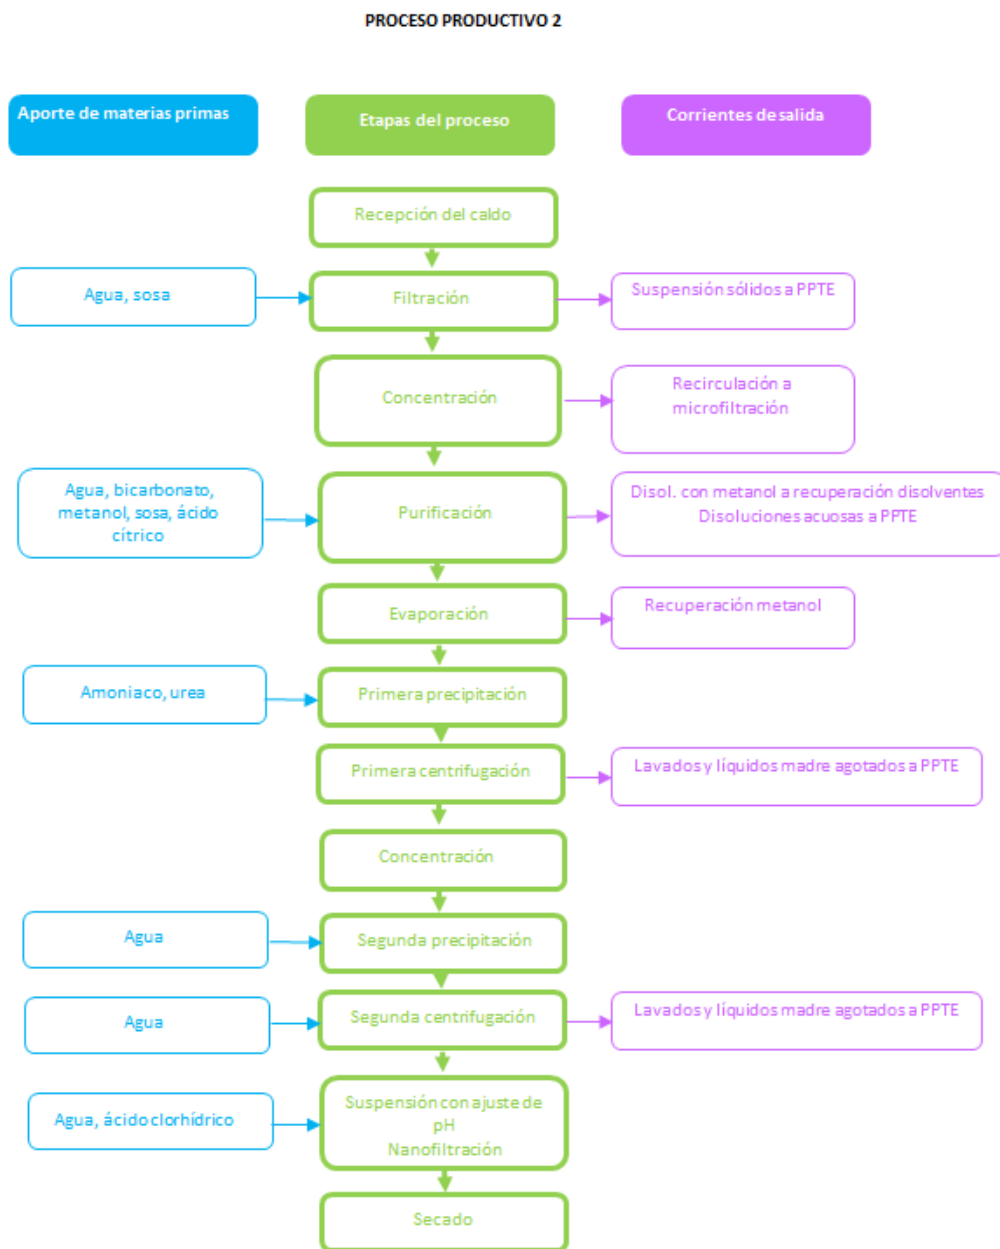 PROCESO PRODUCTIVO 2
Aporte de materias primas
Etapas del proceso
Corrientes de salida
Recepción del caldo
Agua, sosa
Filtración
Suspensión sólidos a PPTE
Concentración
Recirculación a
microfiltración
Agua, bicarbonato,
metanol, sosa, ácido
cítrico
Purificación
Disol. con metanol a recuperación disolventes
Disoluciones acuosas a PPTE
Evaporación
Recuperación metanol
Amoniaco, urea
Primera precipitación
Primera centrifugación
Lavados y líquidos madre agotados a PPTE
Concentración
Agua
Segunda precipitación
Agua
Segunda centrifugación
Lavados y líquidos madre agotados a PPTE
Agua, ácido clorhídrico
Suspensión con ajuste de
pH
Nanofiltración
Secado